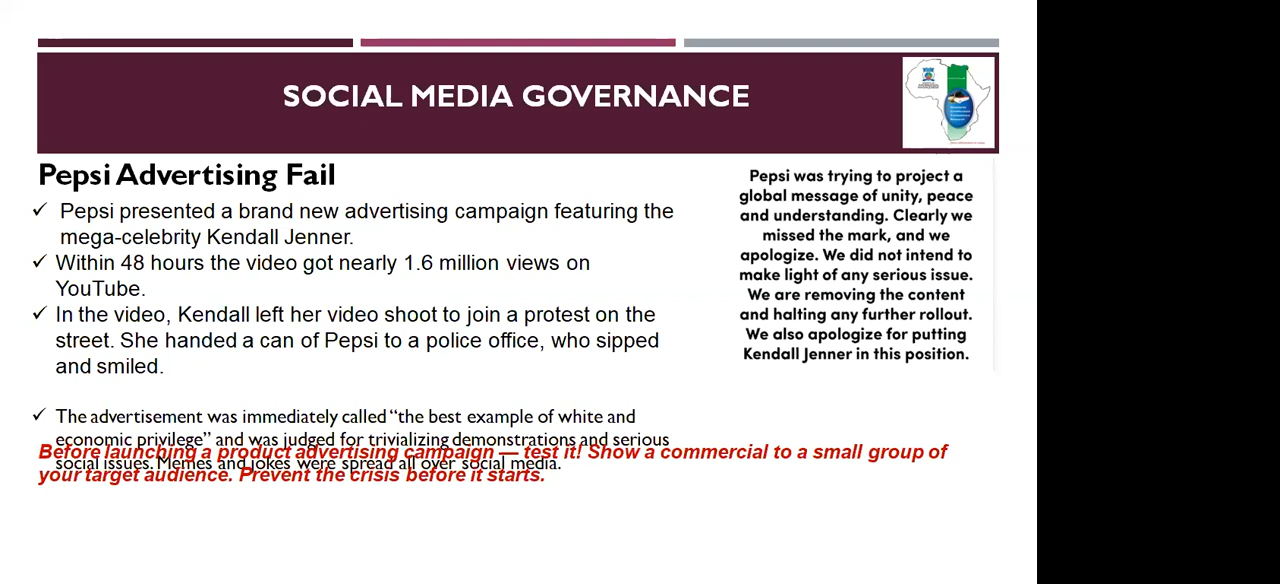 SOCIAL MEDIA GOVERNANCE
Pepsi Advertising Fail
✓ Pepsi presented a brand new advertising campaign featuring the
mega-celebrity Kendall Jenner.
✓ Within 48 hours the video got nearly 1.6 million views on
YouTube.
✓ In the video, Kendall left her video shoot to join a protest on the
street. She handed a can of Pepsi to a police office, who sipped
and smiled.
✓ The advertisement was immediately called “the best example of white and
economic privilege” and was judged for trivializing demonstrations and serious
social issues. Memes and jokes were spread all over social media.
Before launching a product advertising campaign — test it! Show a commercial to a small group of
your target audience. Prevent the crisis before it starts.
Pepsi was trying to project a
global message of unity, peace
and understanding. Clearly we
missed the mark, and we
apologize. We did not intend to
make light of any serious issue.
We are removing the content
and halting any further rollout.
We also apologize for putting
Kendall Jenner in this position.